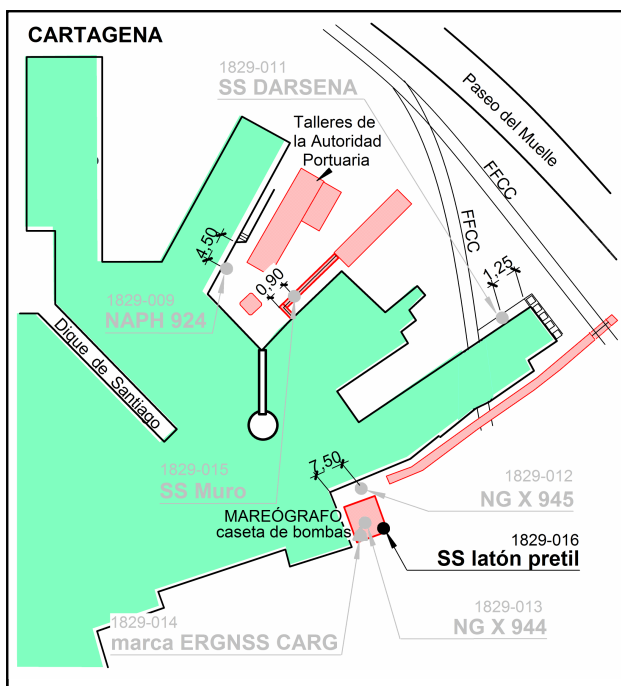 CARTAGENA
1829-011
SS DARSENA
Paseo del Muelle
Talleres de
la Autoridad
Portuaria
FFCC
FFCC
4,50
0,90
1,25
1829-009
NAPH 924
Dique de Santiago
1829-015
SS Muro
7,50
1829-012
NG X 945
MAREÓGRAFO
caseta de bombas
1829-016
SS latón pretil
1829-014
marca ERGNSS CARG
1829-013
NG X 944